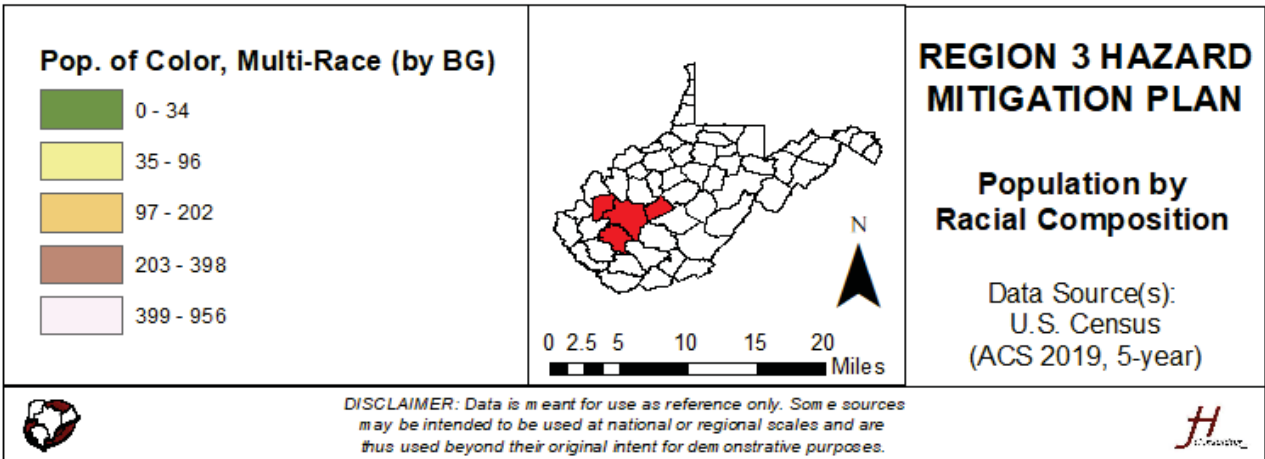 Pop. of Color, Multi-Race (by BG)
0 - 34
35 - 96
97 - 202
203 - 398
399 - 956
N
0 2.5 5 10 15 20
Miles
REGION 3 HAZARD
MITIGATION PLAN
Population by
Racial Composition
Data Source(s):
U.S. Census
(ACS 2019, 5-year)
DISCLAIMER: Data is meant for use as reference only. Some sources
may be intended to be used at national or regional scales and are
thus used beyond their original intent for demonstrative purposes.